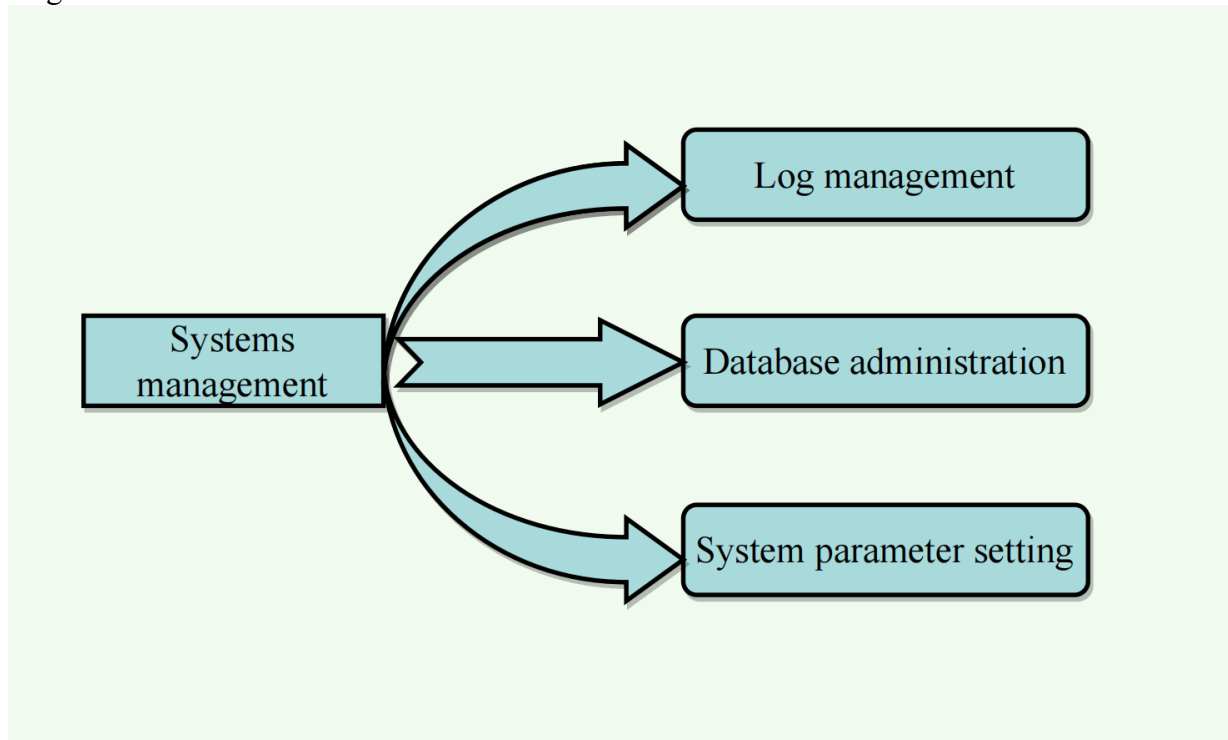 Log management
Systems
management
Database administration
System parameter setting